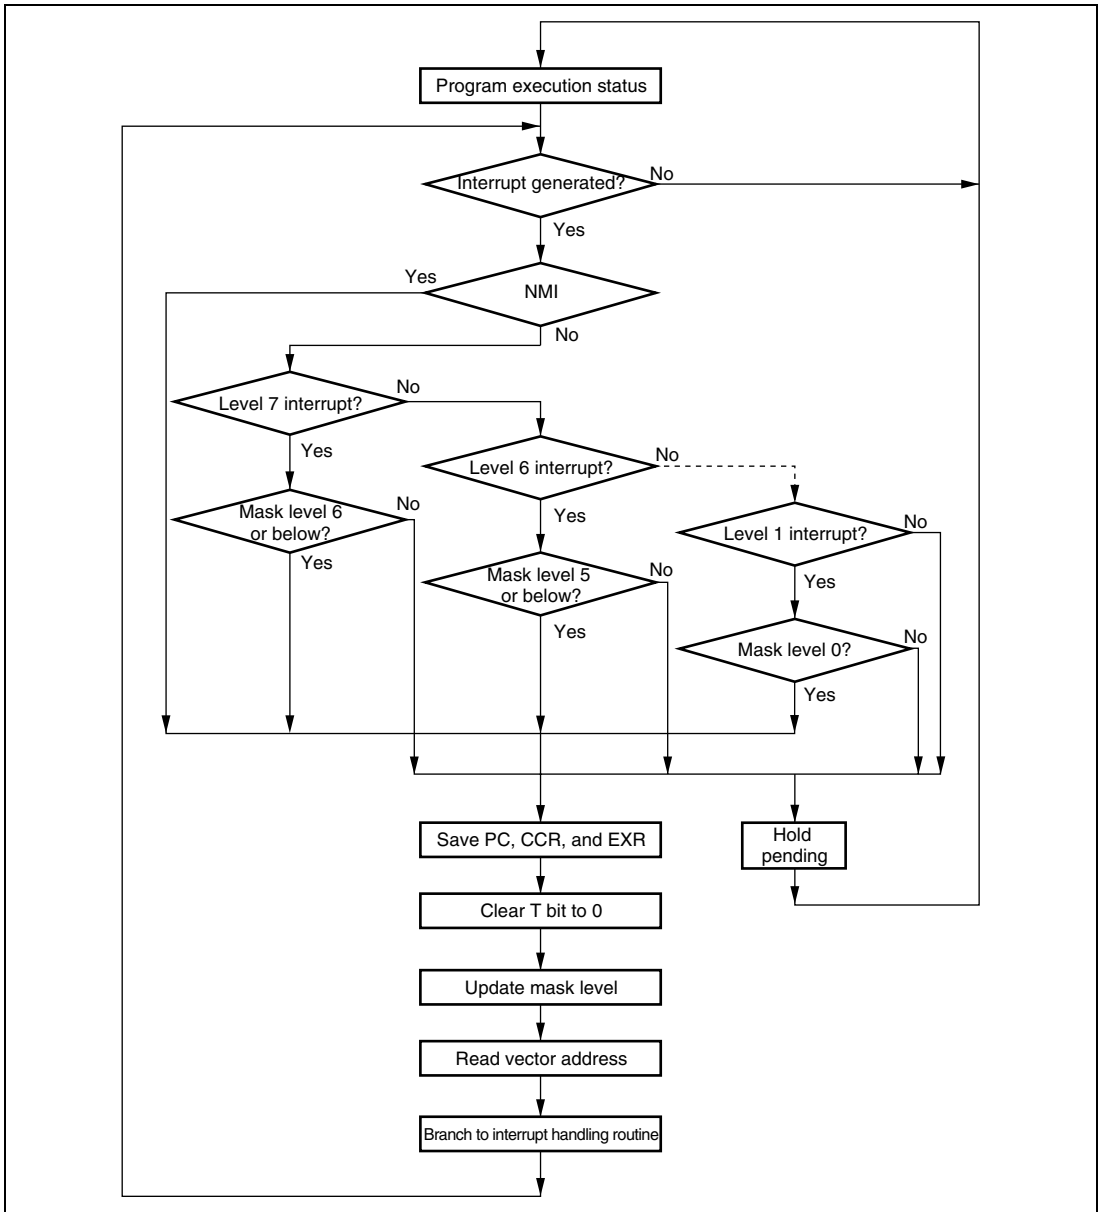 Program execution status
Interrupt generated?
No
Yes
Yes
NMI
No
Level 7 interrupt?
No
Yes
Level 6 interrupt?
No
Mask level 6
or below?
No
Yes
Yes
Level 1 interrupt?
No
Mask level 5
or below?
No
Yes
Yes
Mask level 0?
No
Yes
Save PC, CCR, and EXR
Hold
pending
Clear T bit to 0
Update mask level
Read vector address
Branch to interrupt handling routine